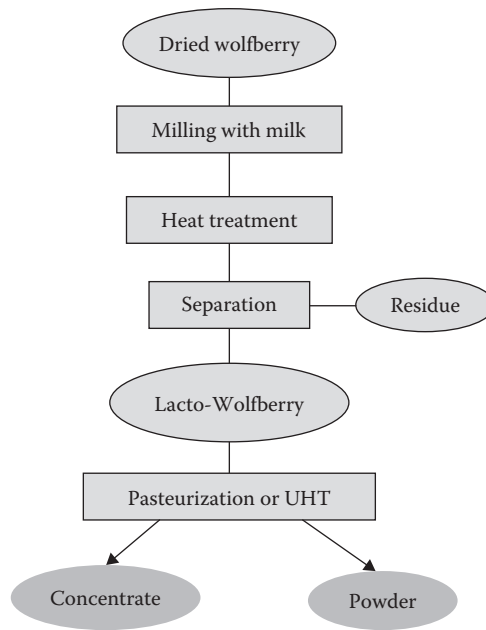 Dried wolfberry
Milling with milk
Heat treatment
Separation
Residue
Lacto-Wolfberry
Pasteurization or UHT
Concentrate
Powder